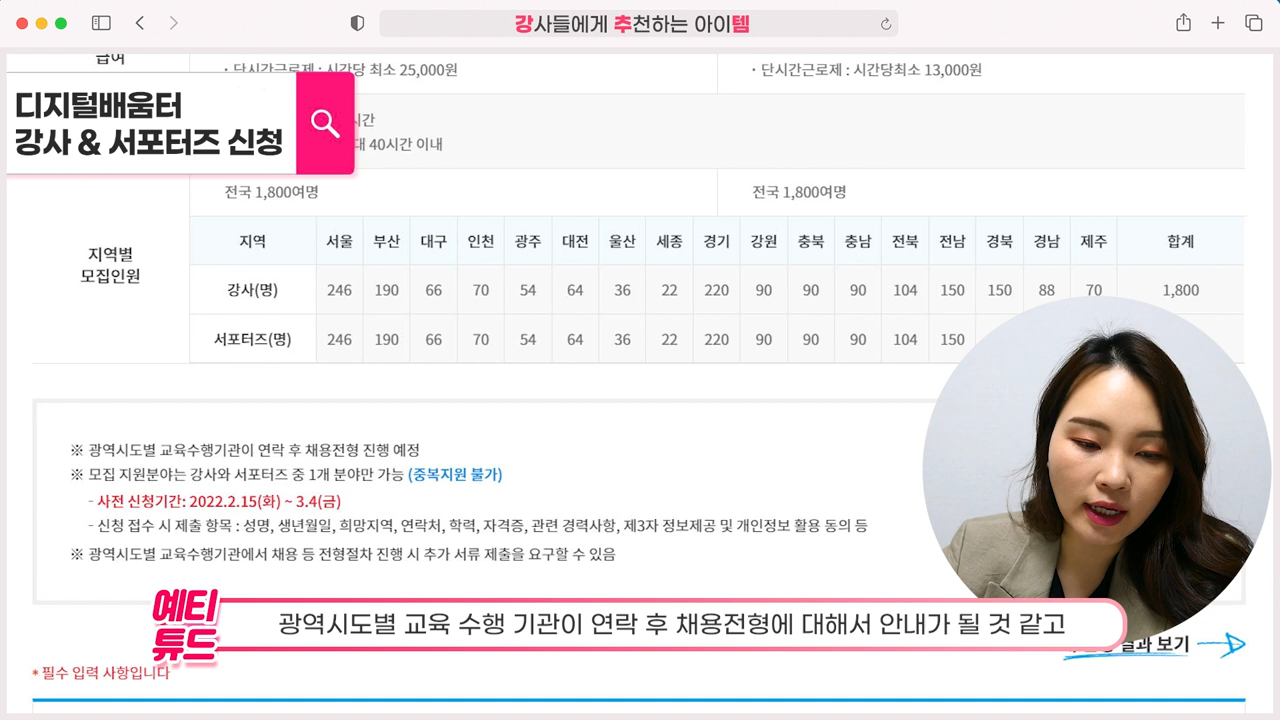 강사들에게 추천하는 아이템
급여
· 단시간근로제 : 시간당 최소 25,000원
· 단시간근로제 : 시간당최소 13,000원
디지털배움터
강사 & 서포터즈 신청
시간
대 40시간 이내
전국 1,800여명
전국 1,800여명
지역별
모집인원
지역 서울 부산 대구 인천 광주 대전 울산 세종 경기 강원 충북 충남 전북 전남 경북 경남 제주 합계
강사(명) 246 190 66 70 54 64 36 22 220 90 90 90 104 150 150 88 70 1,800
서포터즈(명) 246 190 66 70 54 64 36 22 220 90 90 90 104 150
※ 광역시도별 교육수행기관이 연락 후 채용전형 진행 예정
※ 모집 지원분야는 강사와 서포터즈 중 1개 분야만 가능 (중복지원 불가)
- 사전 신청기간: 2022.2.15(화) ~ 3.4(금)
- 신청 접수 시 제출 항목 : 성명, 생년월일, 희망지역, 연락처, 학력, 자격증, 관련 경력사항, 제3자 정보제공 및 개인정보 활용 동의 등
※ 광역시도별 교육수행기관에서 채용 등 전형절차 진행 시 추가 서류 제출을 요구할 수 있음
예티
튜드
광역시도별 교육 수행 기관이 연락 후 채용전형에 대해서 안내가 될 것 같고
결과 보기
* 필수 입력 사항입니다